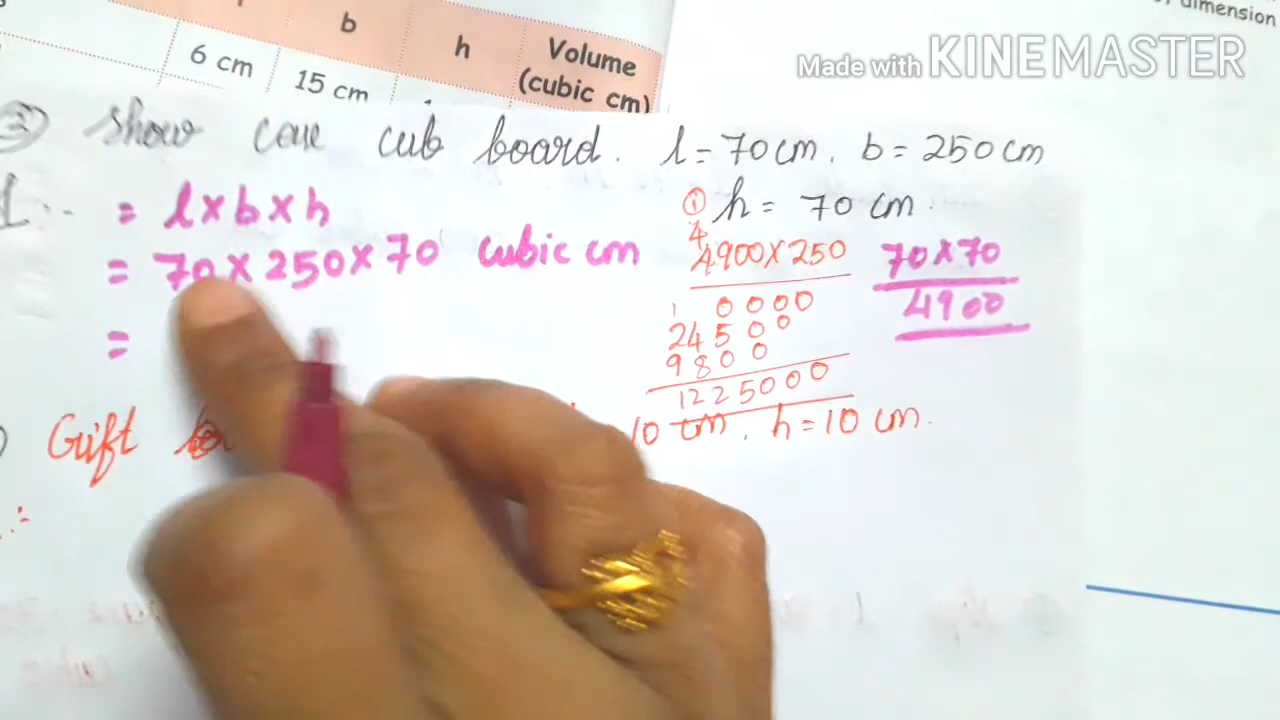 dimension
Made with KINEMASTER
b h Volume
(cubic cm)
6 cm 15 cm
Show case cub board. l = 70 cm. b = 250 cm
h = 70 cm.
= l × b × h
= 70 × 250 × 70 cubic cm
=
①
4
4900 × 250
1 0000
24500
9800
1225000
70 × 70
4900
Gift
10 cm, h = 10 cm.